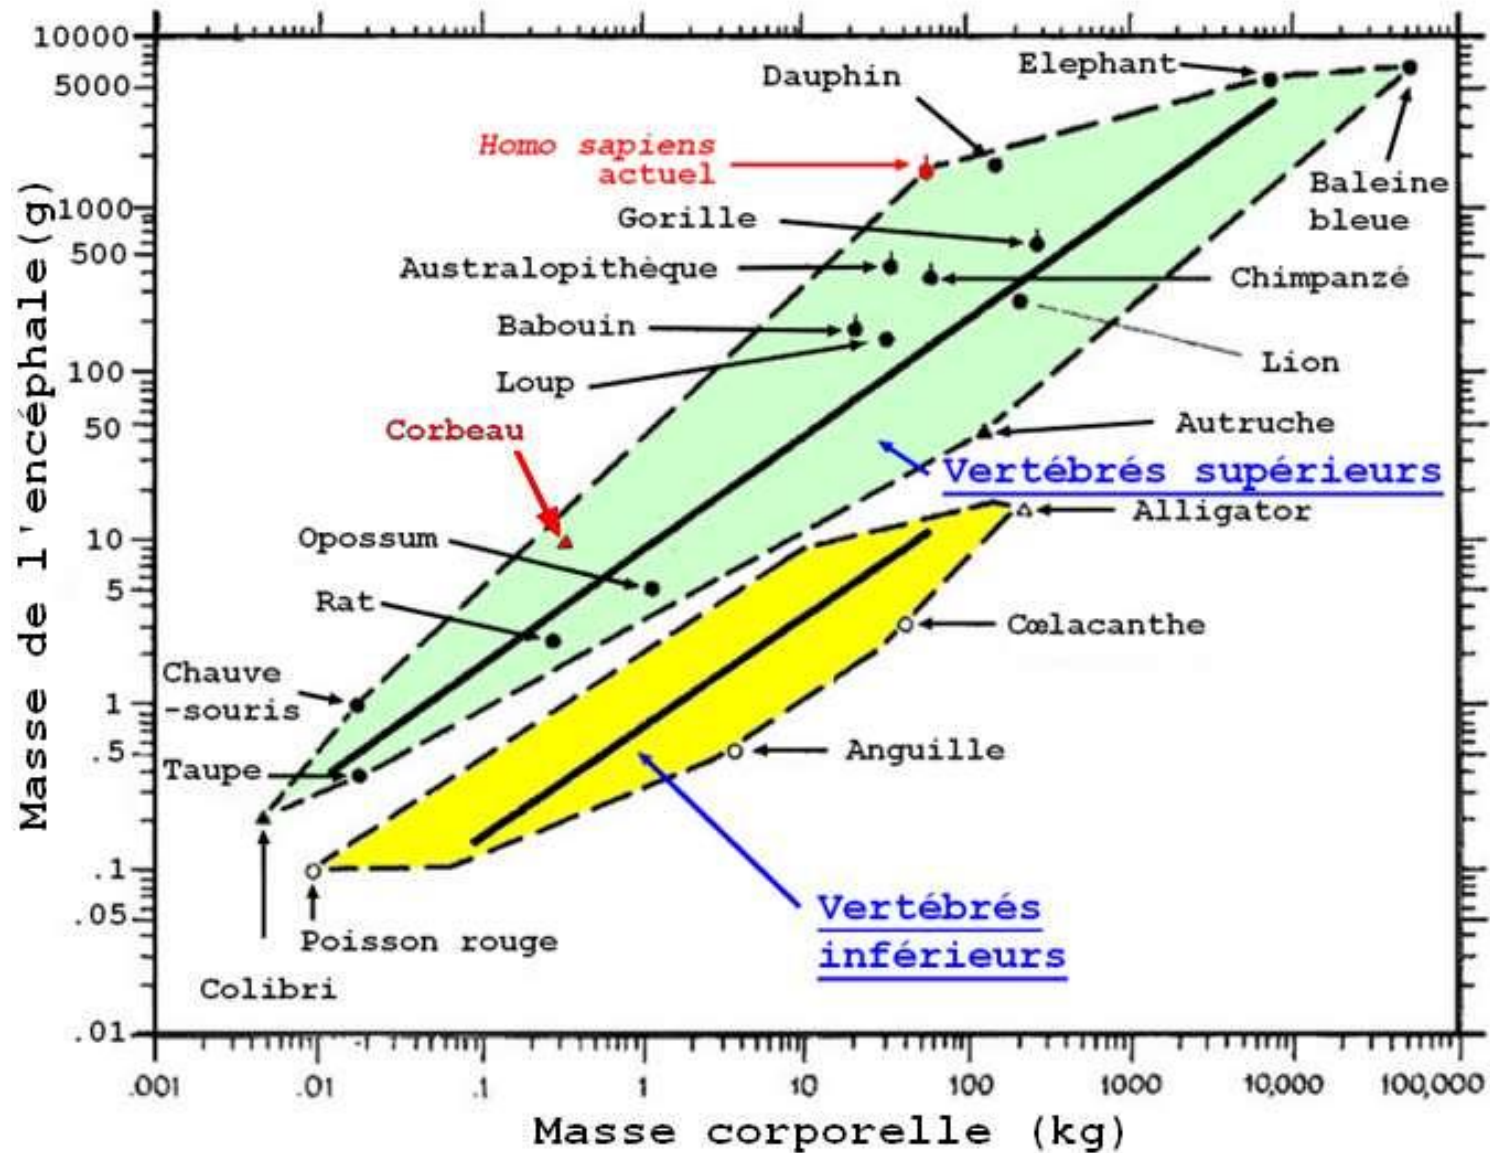 10000
5000
1000
500
100
50
10
5
1
.5
.1
.05
.01
Masse de l'encéphale(g)
Dauphin
Elephant
Homo sapiens
actuel
Baleine
bleue
Gorille
Australopithèque
Chimpanzé
Babouin
Loup
Lion
Corbeau
Autruche
Vertébrés supérieurs
Opossum
Alligator
Rat
Cœlacanthe
Chauve
-souris
Anguille
Taupe
Vertébrés
inférieurs
Poisson rouge
Colibri
.001
.01
.1
1
10
100
1000
10,000
100,000
Masse corporelle (kg)